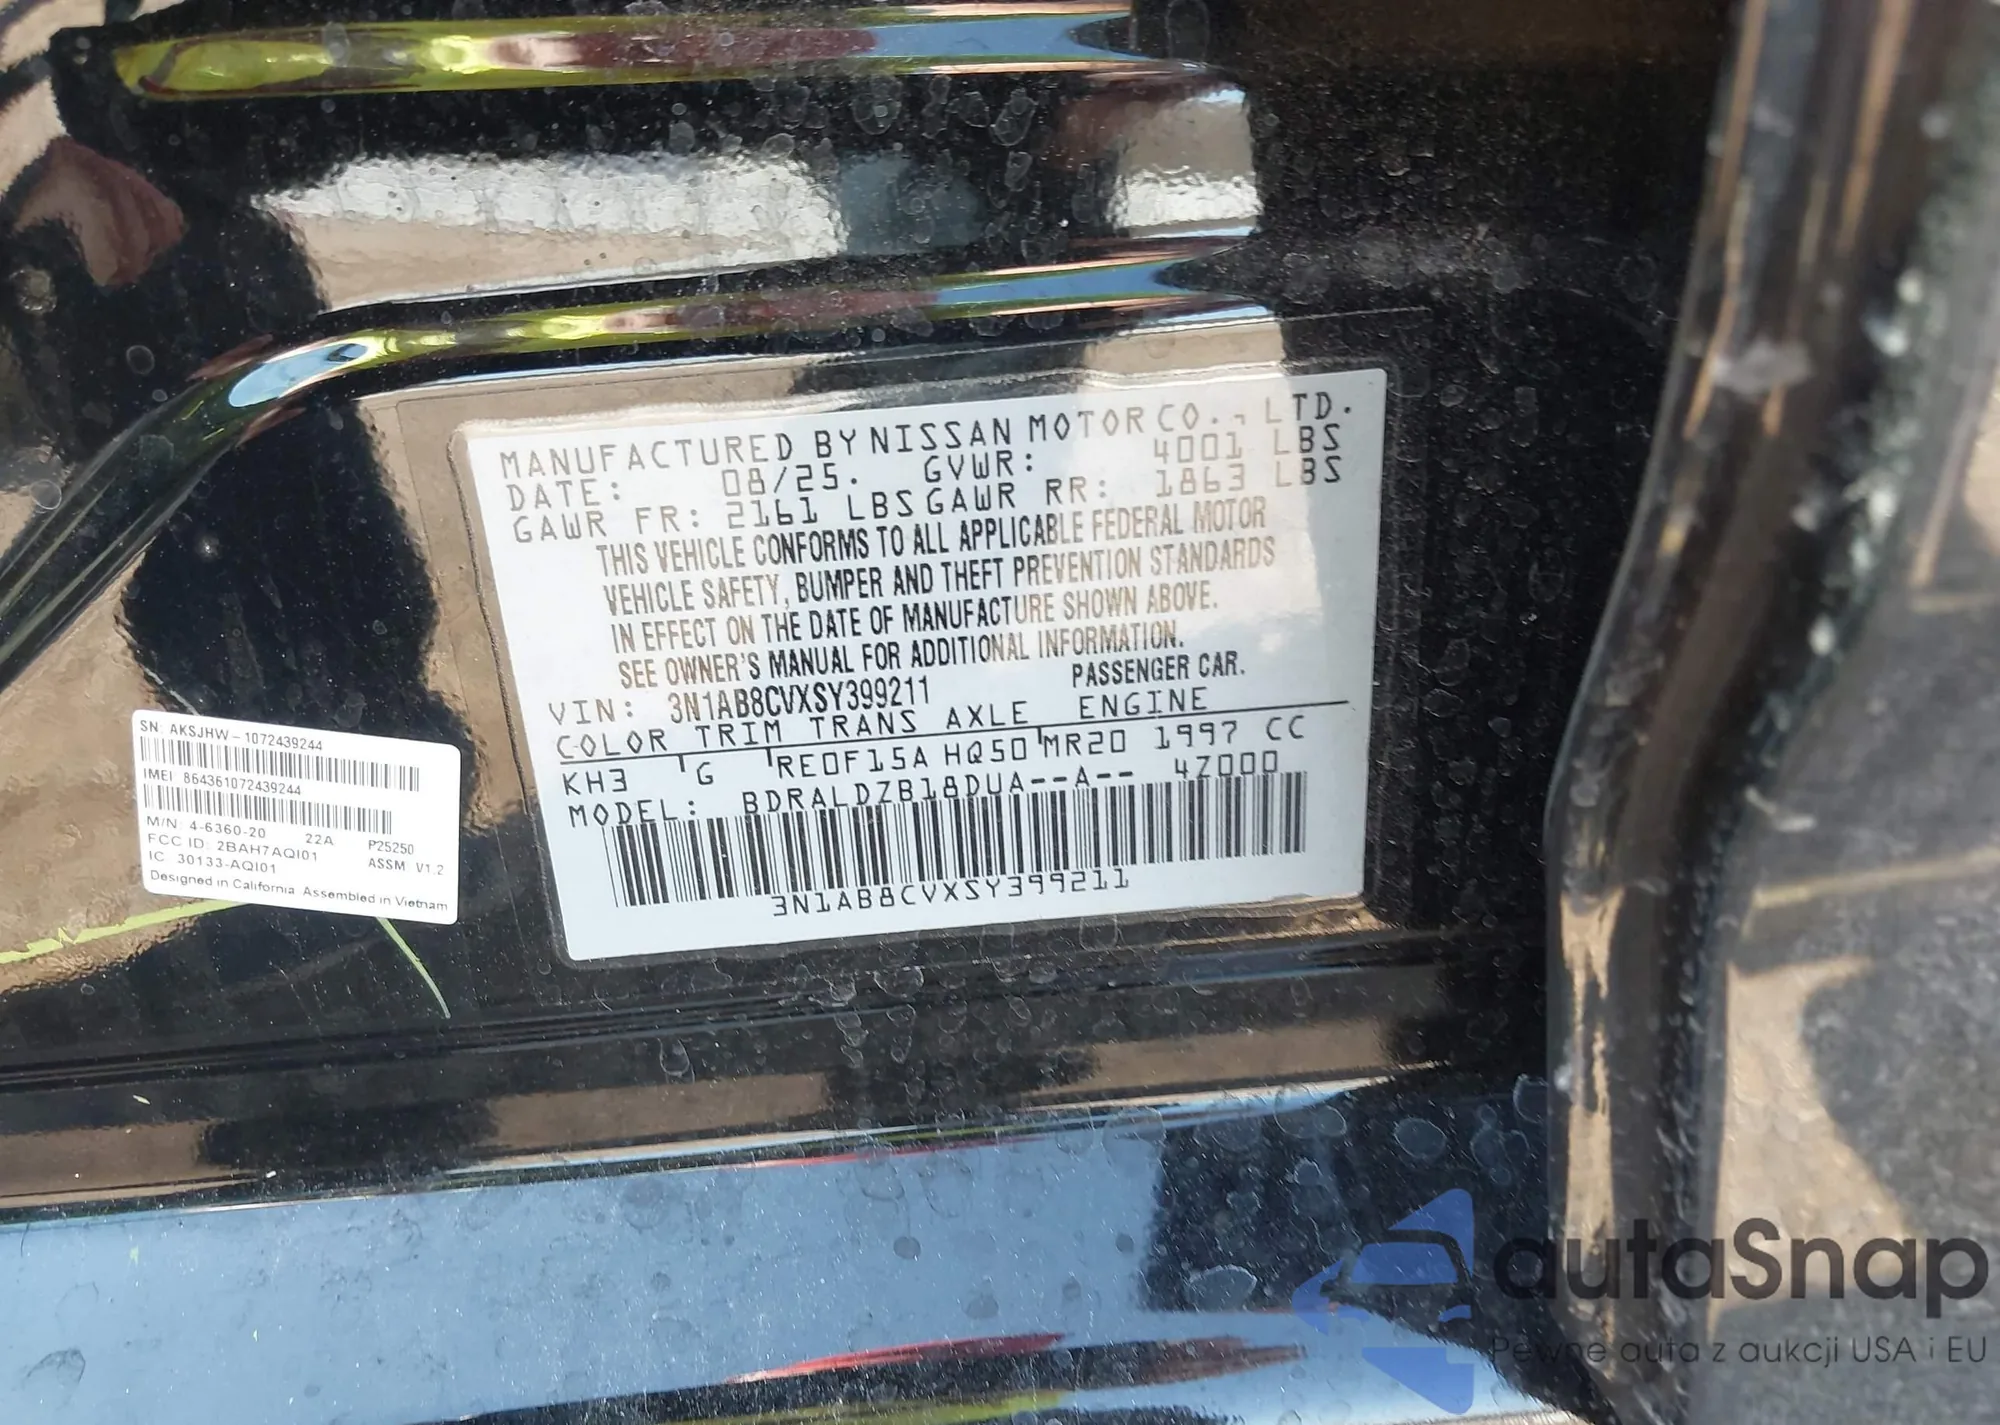 MANUFACTURED BY NISSAN MOTOR CO., LTD.
DATE: 08/25. GVWR: 4001 LBS
GAWR FR: 2161 LBS GAWR RR: 1863 LBS
THIS VEHICLE CONFORMS TO ALL APPLICABLE FEDERAL MOTOR
VEHICLE SAFETY, BUMPER AND THEFT PREVENTION STANDARDS
IN EFFECT ON THE DATE OF MANUFACTURE SHOWN ABOVE.
SEE OWNER'S MANUAL FOR ADDITIONAL INFORMATION.
VIN: 3N1AB8CVXSY399211 PASSENGER CAR.
COLOR TRIM TRANS AXLE ENGINE
KH3 G RE0F15A HQ50 MR20 1997 CC
MODEL: BDRALDZB18DUA--A-- 4Z000
3N1AB8CVXSY399211
SN: AKSJHW-1072439244
IMEI: 864361072439244
M/N: 4-6360-20 22A P25250
FCC ID: 2BAH7AQI01 ASSM V1.2
IC: 30133-AQI01
Designed in California Assembled in Vietnam
autaSnap
Pewne auta z aukcji USA i EU